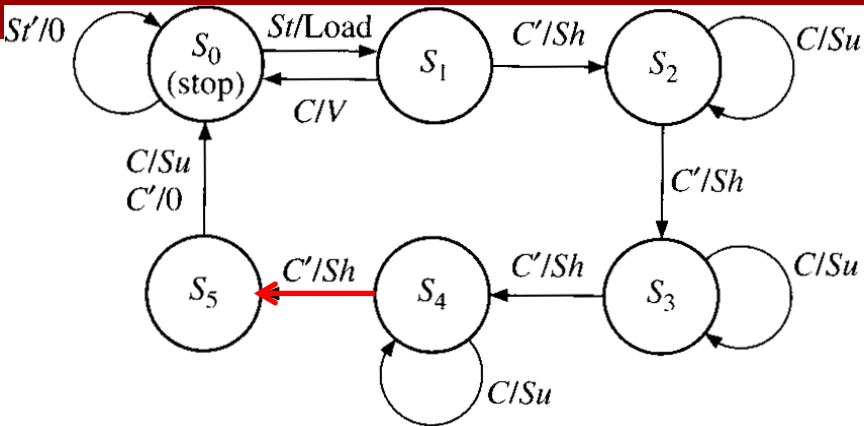 St′/0
S₀
(stop)
St/Load
C/V
S₁
C′/Sh
S₂
C/Su
C′/Sh
C/Su
C′/0
S₅
C′/Sh
S₄
C′/Sh
S₃
C/Su
C/Su